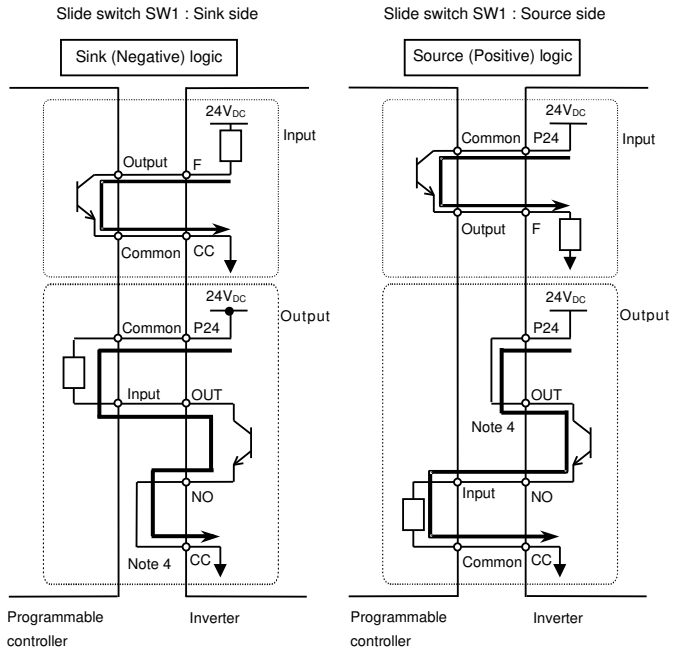 Slide switch SW1 : Sink side
Sink (Negative) logic
24VDC
Input
Output
F
Common
CC
24VDC
Output
Common
P24
Input
OUT
NO
Note 4
CC
Programmable
controller
Inverter
Slide switch SW1 : Source side
Source (Positive) logic
24VDC
Common
P24
Input
Output
F
24VDC
Output
P24
OUT
Note 4
Input
NO
Common
CC
Programmable
controller
Inverter